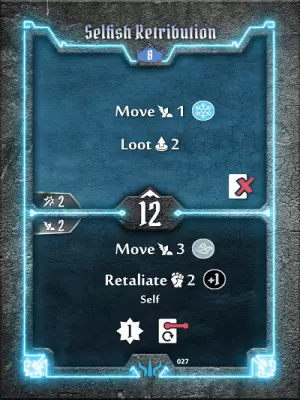 Selfish Retribution
8
Move 1
Loot 2
2
12
2
Move 3
Retaliate 2 +1
Self
1
027